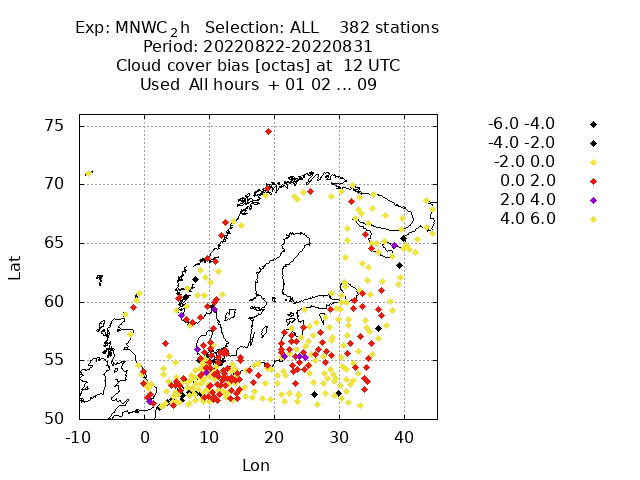 Exp: MNWC_2h   Selection: ALL    382 stations
Period: 20220822-20220831
Cloud cover bias [octas] at  12 UTC
Used  All hours  + 01 02 ... 09
-6.0 -4.0
-4.0 -2.0
-2.0 0.0
0.0 2.0
2.0 4.0
4.0 6.0
75
70
65
60
55
50
Lat
-10 0 10 20 30 40
Lon